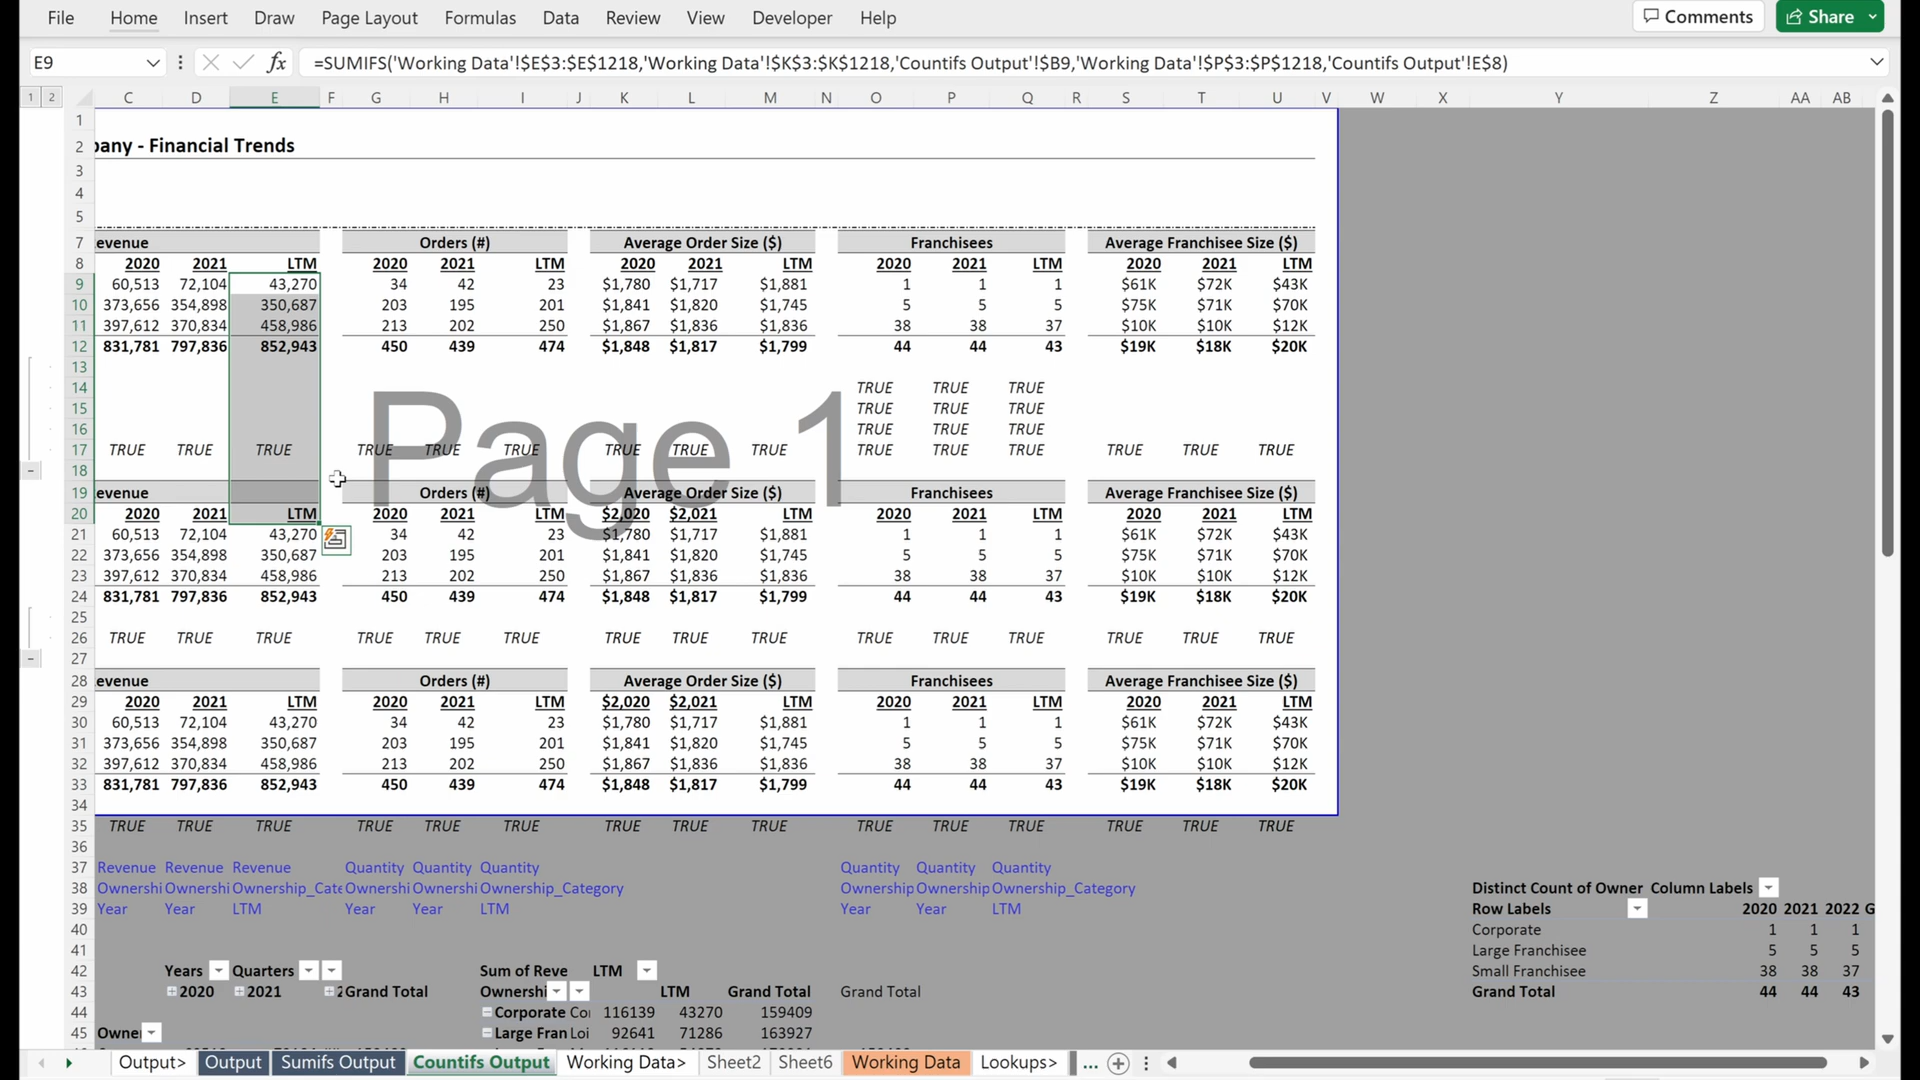 File Home Insert Draw Page Layout Formulas Data Review View Developer Help Comments Share
E9 fx =SUMIFS('Working Data'!$E$3:$E$1218,'Working Data'!$K$3:$K$1218,'Countifs Output'!$B9,'Working Data'!$P$3:$P$1218,'Countifs Output'!E$8)
1 2 C D E F G H I J K L M N O P Q R S T U V W X Y Z AA AB
1
2 pany - Financial Trends
3
4
5
7 evenue Orders (#) Average Order Size ($) Franchisees Average Franchisee Size ($)
8 2020 2021 LTM 2020 2021 LTM 2020 2021 LTM 2020 2021 LTM 2020 2021 LTM
9 60,513 72,104 43,270 34 42 23 $1,780 $1,717 $1,881 1 1 1 $61K $72K $43K
10 373,656 354,898 350,687 203 195 201 $1,841 $1,820 $1,745 5 5 5 $75K $71K $70K
11 397,612 370,834 458,986 213 202 250 $1,867 $1,836 $1,836 38 38 37 $10K $10K $12K
12 831,781 797,836 852,943 450 439 474 $1,848 $1,817 $1,799 44 44 43 $19K $18K $20K
13
14 TRUE TRUE TRUE
15 TRUE TRUE TRUE
16 TRUE TRUE TRUE
Page 1
17 TRUE TRUE TRUE TRUE TRUE TRUE TRUE TRUE TRUE TRUE TRUE TRUE TRUE TRUE TRUE
18
19 evenue Orders (#) Average Order Size ($) Franchisees Average Franchisee Size ($)
20 2020 2021 LTM 2020 2021 LTM $2,020 $2,021 LTM 2020 2021 LTM 2020 2021 LTM
21 60,513 72,104 43,270 34 42 23 $1,780 $1,717 $1,881 1 1 1 $61K $72K $43K
22 373,656 354,898 350,687 203 195 201 $1,841 $1,820 $1,745 5 5 5 $75K $71K $70K
23 397,612 370,834 458,986 213 202 250 $1,867 $1,836 $1,836 38 38 37 $10K $10K $12K
24 831,781 797,836 852,943 450 439 474 $1,848 $1,817 $1,799 44 44 43 $19K $18K $20K
25
26 TRUE TRUE TRUE TRUE TRUE TRUE TRUE TRUE TRUE TRUE TRUE TRUE TRUE TRUE TRUE
27
28 evenue Orders (#) Average Order Size ($) Franchisees Average Franchisee Size ($)
29 2020 2021 LTM 2020 2021 LTM $2,020 $2,021 LTM 2020 2021 LTM 2020 2021 LTM
30 60,513 72,104 43,270 34 42 23 $1,780 $1,717 $1,881 1 1 1 $61K $72K $43K
31 373,656 354,898 350,687 203 195 201 $1,841 $1,820 $1,745 5 5 5 $75K $71K $70K
32 397,612 370,834 458,986 213 202 250 $1,867 $1,836 $1,836 38 38 37 $10K $10K $12K
33 831,781 797,836 852,943 450 439 474 $1,848 $1,817 $1,799 44 44 43 $19K $18K $20K
34
35 TRUE TRUE TRUE TRUE TRUE TRUE TRUE TRUE TRUE TRUE TRUE TRUE TRUE TRUE TRUE
36
37 Revenue Revenue Revenue Quantity Quantity Quantity Quantity Quantity Quantity
38 Ownershi Ownershi Ownership_Cate Ownershi Ownershi Ownership_Category Ownership Ownership Ownership_Category Distinct Count of Owner Column Labels
39 Year Year LTM Year Year LTM Year Year LTM Row Labels 2020 2021 2022 G
40 Corporate 1 1 1
41 Large Franchisee 5 5 5
42 Years Quarters Sum of Reve LTM Small Franchisee 38 38 37
43 2020 2021 2 Grand Total Ownershi LTM Grand Total Grand Total Grand Total 44 44 43
44 Corporate Co 116139 43270 159409
45 Owner Large Fran Loi 92641 71286 163927
Output> Output Sumifs Output Countifs Output Working Data> Sheet2 Sheet6 Working Data Lookups> ...